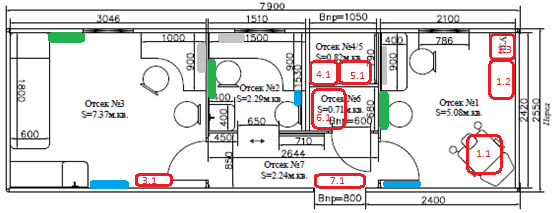 7900
3046
1510
Впр=1050
2100
1000
1500
400
786
Отсек №4/5
S=0.82м.кв.
790
900
900
900
1.3
1.2
4.1
5.1
1800
Отсек №3
S=7.37м.кв.
Отсек №2
S=2.29м.кв.
1530
Отсек №6
S=0.71м.кв.
Впр=600
6.1
680
Отсек №1
S=5.08м.кв.
2420
2550
400
400
650
600
450
710
2644
850
Отсек №7
S=2.24м.кв.
1.1
3.1
7.1
Впр=800
2400